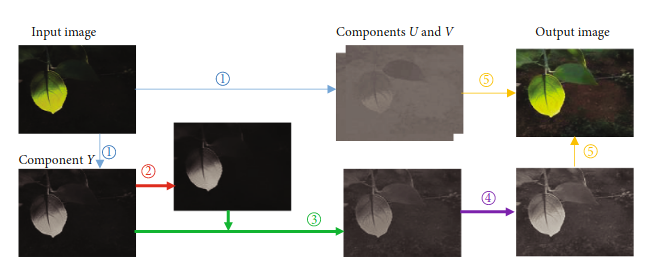 Input image
Components U and V
Output image
①
⑤
Component Y
①
②
③
④
⑤